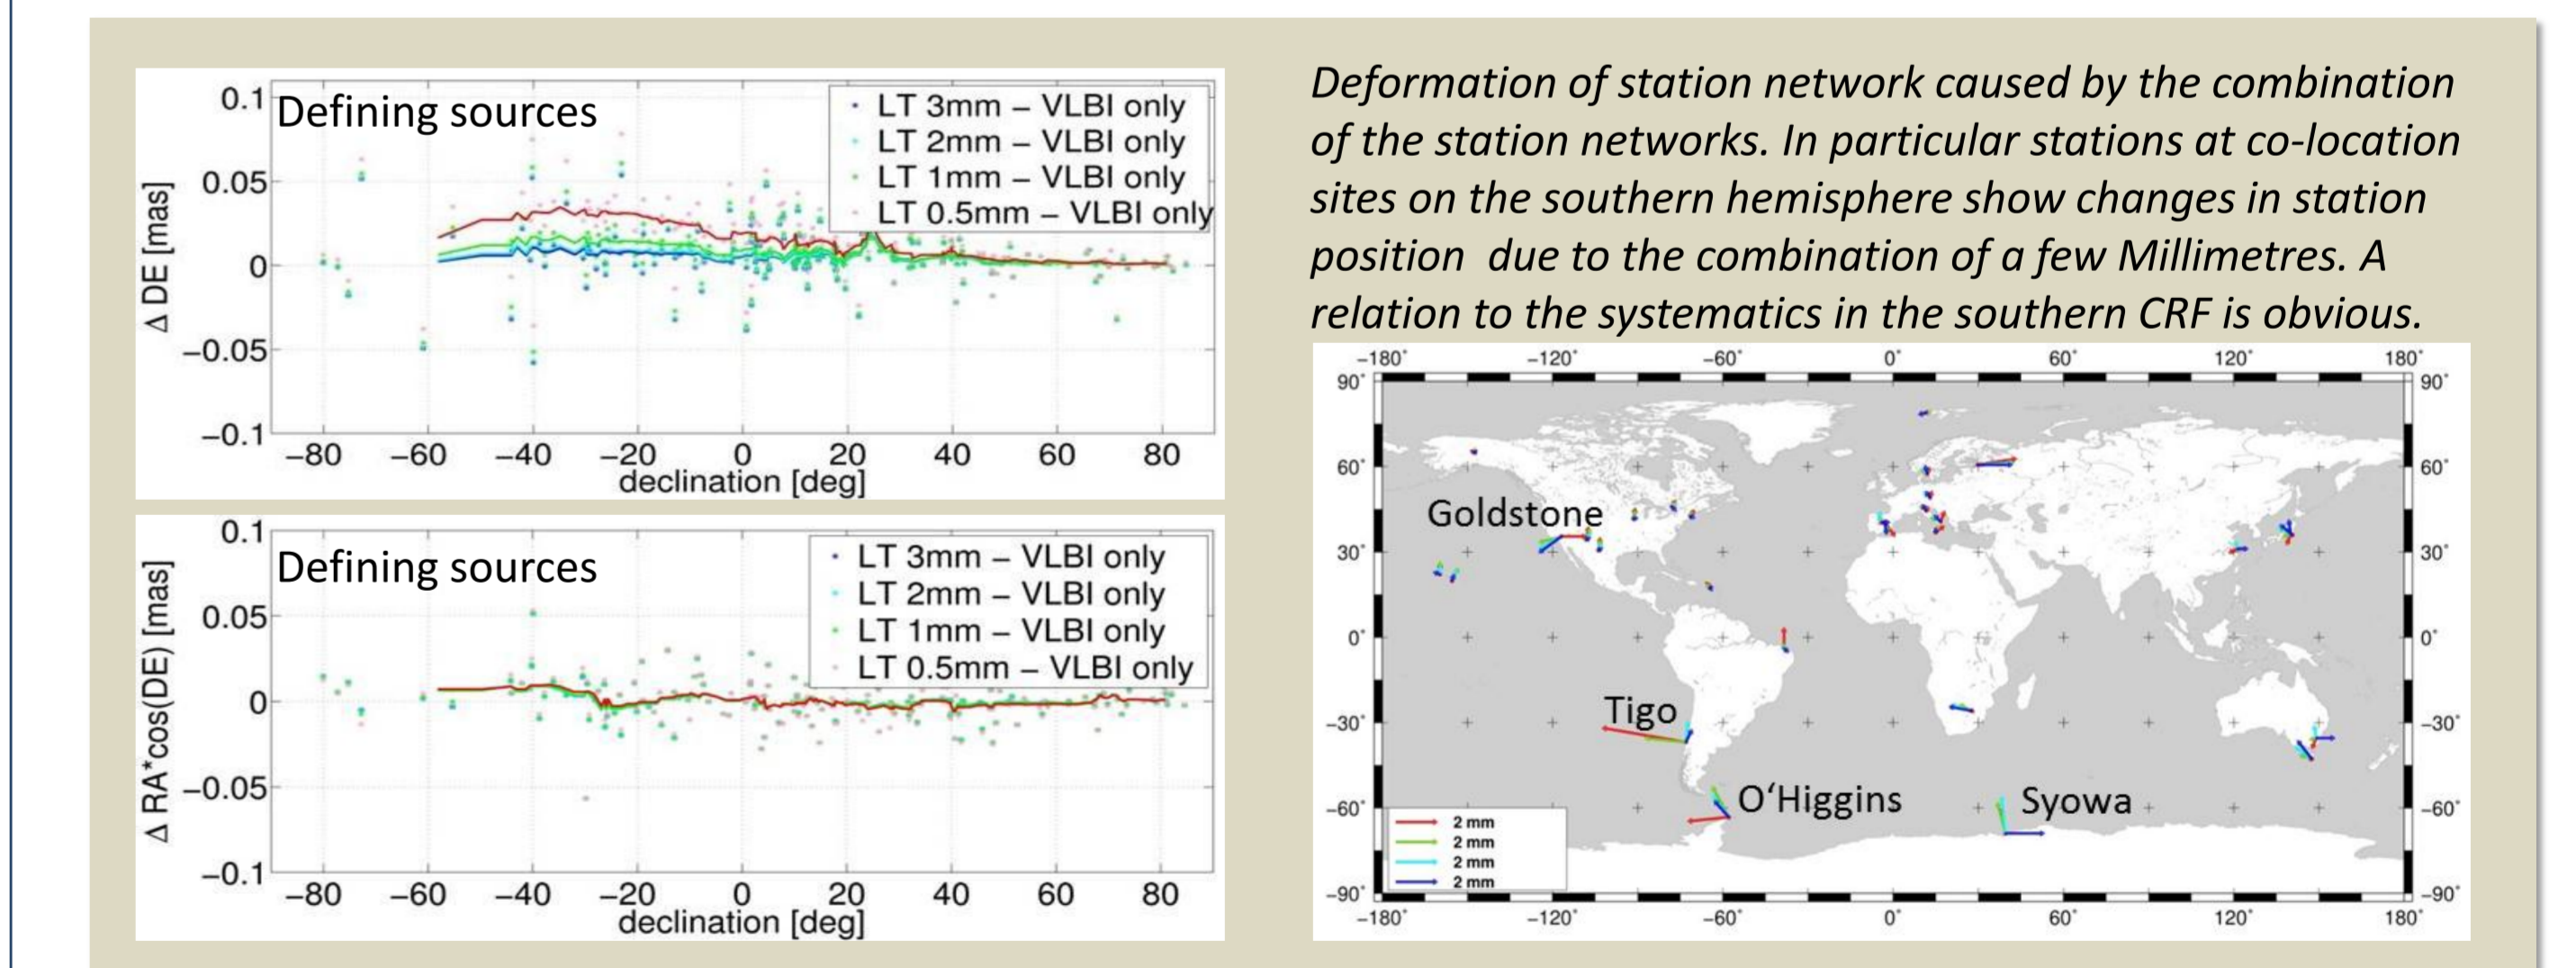 Defining sources
LT 3mm – VLBI only
LT 2mm – VLBI only
LT 1mm – VLBI only
LT 0.5mm – VLBI only
0.1
0.05
0
−0.05
−0.1
Δ DE [mas]
−80 −60 −40 −20 0 20 40 60 80
declination [deg]
Defining sources
LT 3mm – VLBI only
LT 2mm – VLBI only
LT 1mm – VLBI only
LT 0.5mm – VLBI only
0.1
0.05
0
−0.05
−0.1
Δ RA*cos(DE) [mas]
−80 −60 −40 −20 0 20 40 60 80
declination [deg]
Deformation of station network caused by the combination
of the station networks. In particular stations at co-location
sites on the southern hemisphere show changes in station
position  due to the combination of a few Millimetres. A
relation to the systematics in the southern CRF is obvious.
−180˚ −120˚ −60˚ 0˚ 60˚ 120˚ 180˚
90˚ 90˚
60˚ 60˚
Goldstone
30˚ 30˚
0˚ 0˚
Tigo
−30˚ −30˚
O‘Higgins Syowa
−60˚ −60˚
2 mm
2 mm
2 mm
2 mm
−90˚ −90˚
−180˚ −120˚ −60˚ 0˚ 60˚ 120˚ 180˚